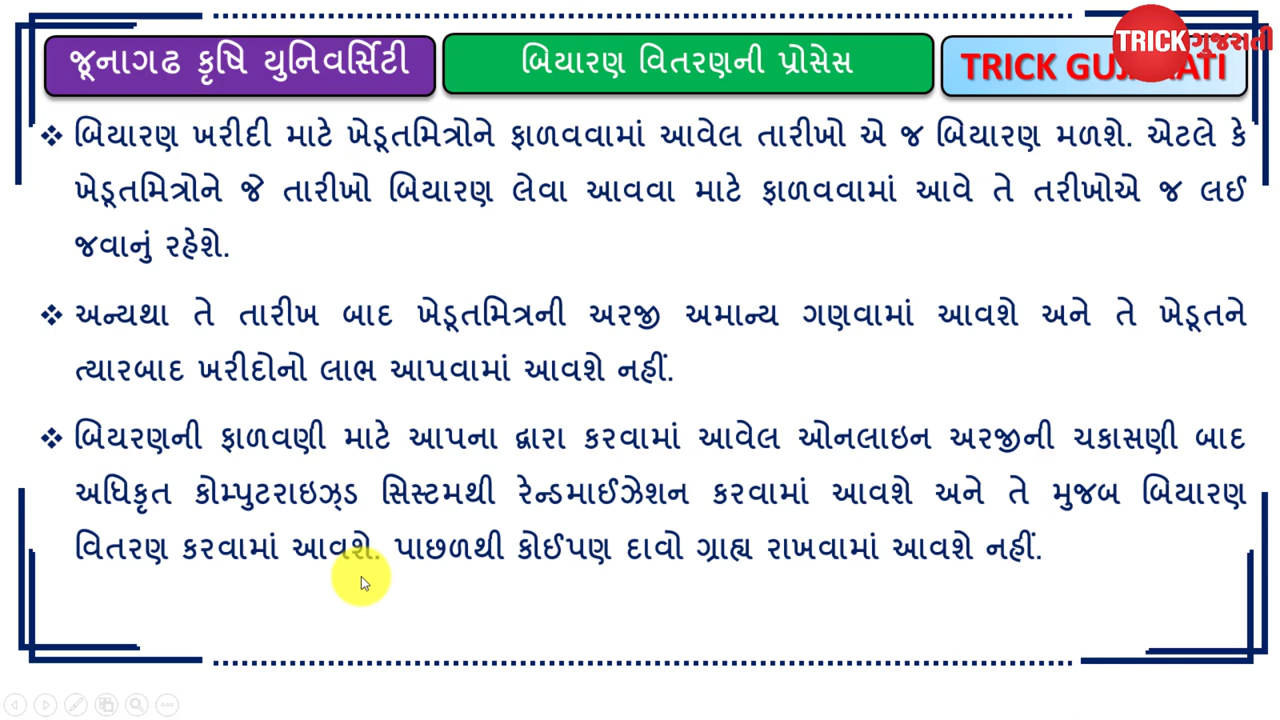 જૂનાગઢ કૃષિ યુનિવર્સિટી
બિયારણ વિતરણની પ્રોસેસ
TRICK GUJARATI
TRICK ગુજરાતી
❖ બિયારણ ખરીદી માટે ખેડૂતમિત્રોને ફાળવવામાં આવેલ તારીખો એ જ બિયારણ મળશે. એટલે કે
ખેડૂતમિત્રોને જે તારીખો બિયારણ લેવા આવવા માટે ફાળવવામાં આવે તે તરીખોએ જ લઈ
જવાનું રહેશે.
❖ અન્યથા તે તારીખ બાદ ખેડૂતમિત્રની અરજી અમાન્ય ગણવામાં આવશે અને તે ખેડૂતને
ત્યારબાદ ખરીદોનો લાભ આપવામાં આવશે નહીં.
❖ બિયરણની ફાળવણી માટે આપના દ્વારા કરવામાં આવેલ ઓનલાઇન અરજીની ચકાસણી બાદ
અધિકૃત કોમ્પુટરાઇઝ્ડ સિસ્ટમથી રેન્ડમાઈઝેશન કરવામાં આવશે અને તે મુજબ બિયારણ
વિતરણ કરવામાં આવશે. પાછળથી કોઈપણ દાવો ગ્રાહ્ય રાખવામાં આવશે નહીં.